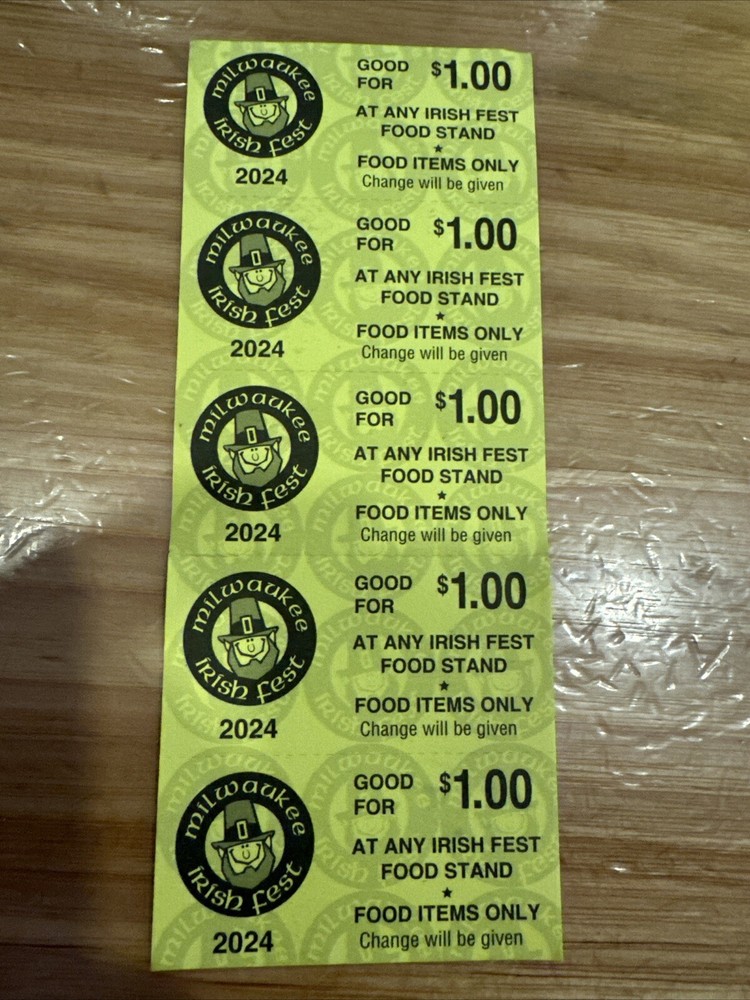 milwaukee
irish fest
2024
GOOD
FOR
$1.00
AT ANY IRISH FEST
FOOD STAND
FOOD ITEMS ONLY
Change will be given
milwaukee
irish fest
2024
GOOD
FOR
$1.00
AT ANY IRISH FEST
FOOD STAND
FOOD ITEMS ONLY
Change will be given
milwaukee
irish fest
2024
GOOD
FOR
$1.00
AT ANY IRISH FEST
FOOD STAND
FOOD ITEMS ONLY
Change will be given
milwaukee
irish fest
2024
GOOD
FOR
$1.00
AT ANY IRISH FEST
FOOD STAND
FOOD ITEMS ONLY
Change will be given
milwaukee
irish fest
2024
GOOD
FOR
$1.00
AT ANY IRISH FEST
FOOD STAND
FOOD ITEMS ONLY
Change will be given